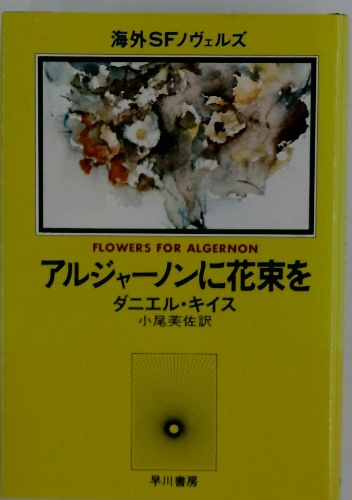 海外SFノヴェルズ
FLOWERS FOR ALGERNON
アルジャーノンに花束を
ダニエル・キイス
小尾芙佐訳
早川書房